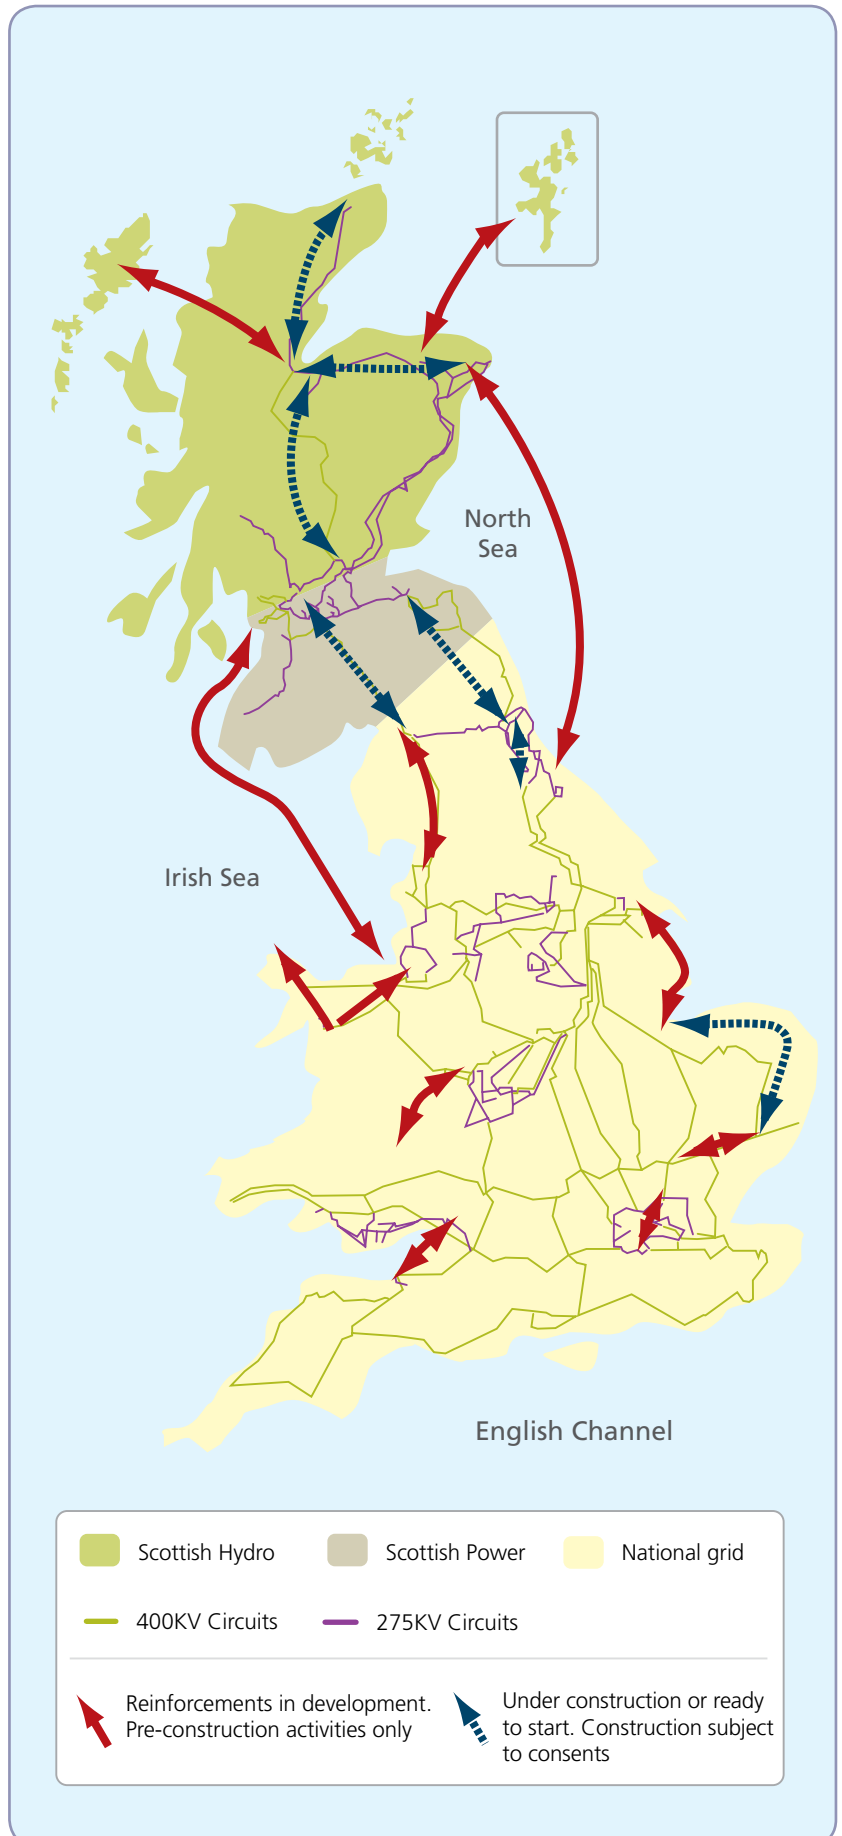 North
Sea
Irish Sea
English Channel
Scottish Hydro
Scottish Power
National grid
400KV Circuits
275KV Circuits
Reinforcements in development.
Pre-construction activities only
Under construction or ready
to start. Construction subject
to consents